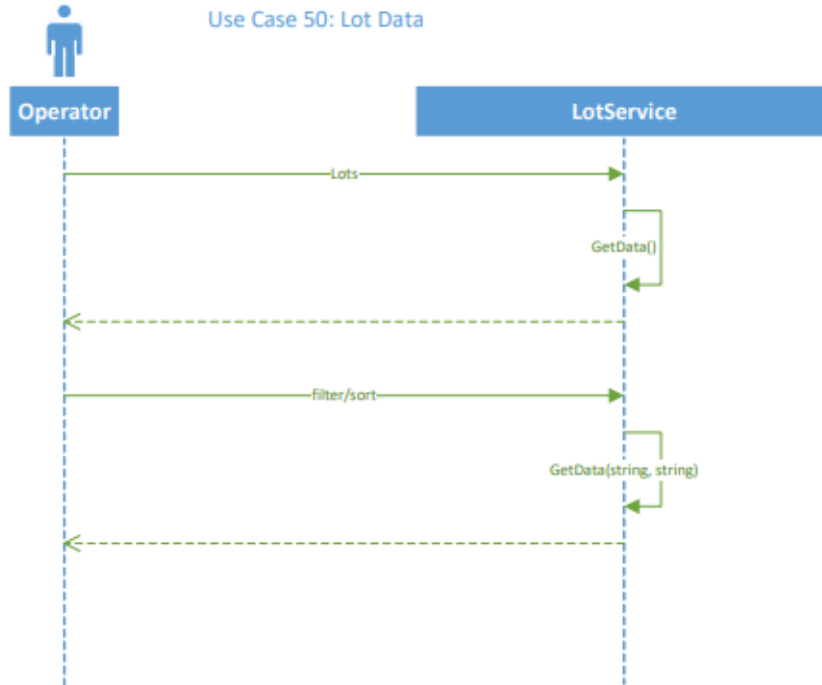 Use Case 50: Lot Data
Operator
LotService
Lots
GetData()
filter/sort
GetData(string, string)